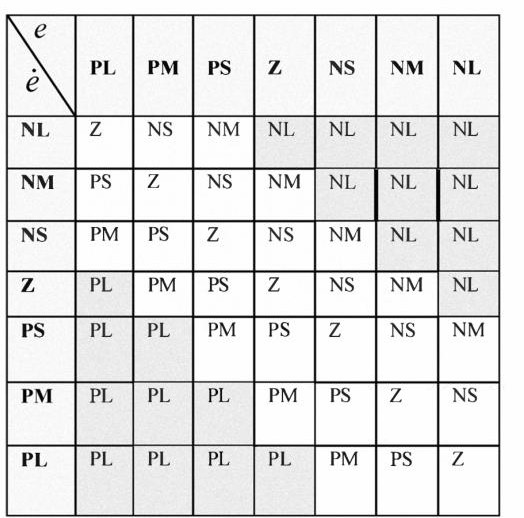 e
ė PL PM PS Z NS NM NL
NL Z NS NM NL NL NL NL
NM PS Z NS NM NL NL NL
NS PM PS Z NS NM NL NL
Z PL PM PS Z NS NM NL
PS PL PL PM PS Z NS NM
PM PL PL PL PM PS Z NS
PL PL PL PL PL PM PS Z